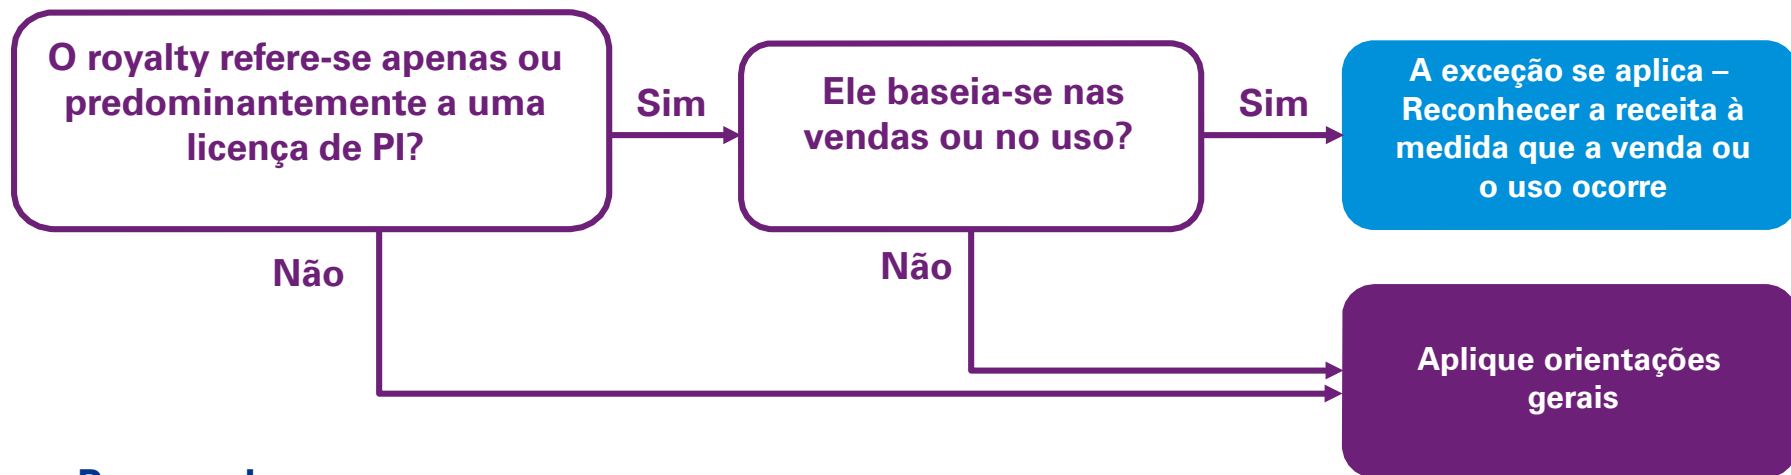 O royalty refere-se apenas ou
predominantemente a uma
licença de PI?
Sim
Ele baseia-se nas
vendas ou no uso?
Sim
A exceção se aplica –
Reconhecer a receita à
medida que a venda ou
o uso ocorre
Não
Não
Aplique orientações
gerais